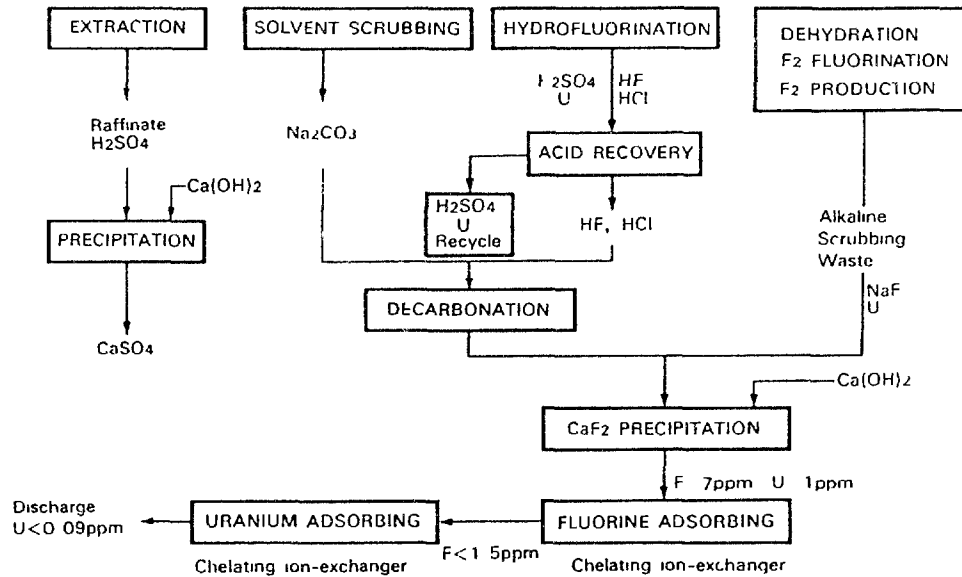 EXTRACTION
SOLVENT SCRUBBING
HYDROFLUORINATION
DEHYDRATION
F2 FLUORINATION
F2 PRODUCTION
H2SO4
U
HF
HCl
Raffinate
H2SO4
Na2CO3
ACID RECOVERY
Ca(OH)2
PRECIPITATION
H2SO4
U
Recycle
HF, HCl
Alkaline
Scrubbing
Waste
NaF
U
DECARBONATION
CaSO4
Ca(OH)2
CaF2 PRECIPITATION
F 7ppm U 1ppm
Discharge
U<0 09ppm
URANIUM ADSORBING
FLUORINE ADSORBING
F<1 5ppm
Chelating ion-exchanger
Chelating ion-exchanger